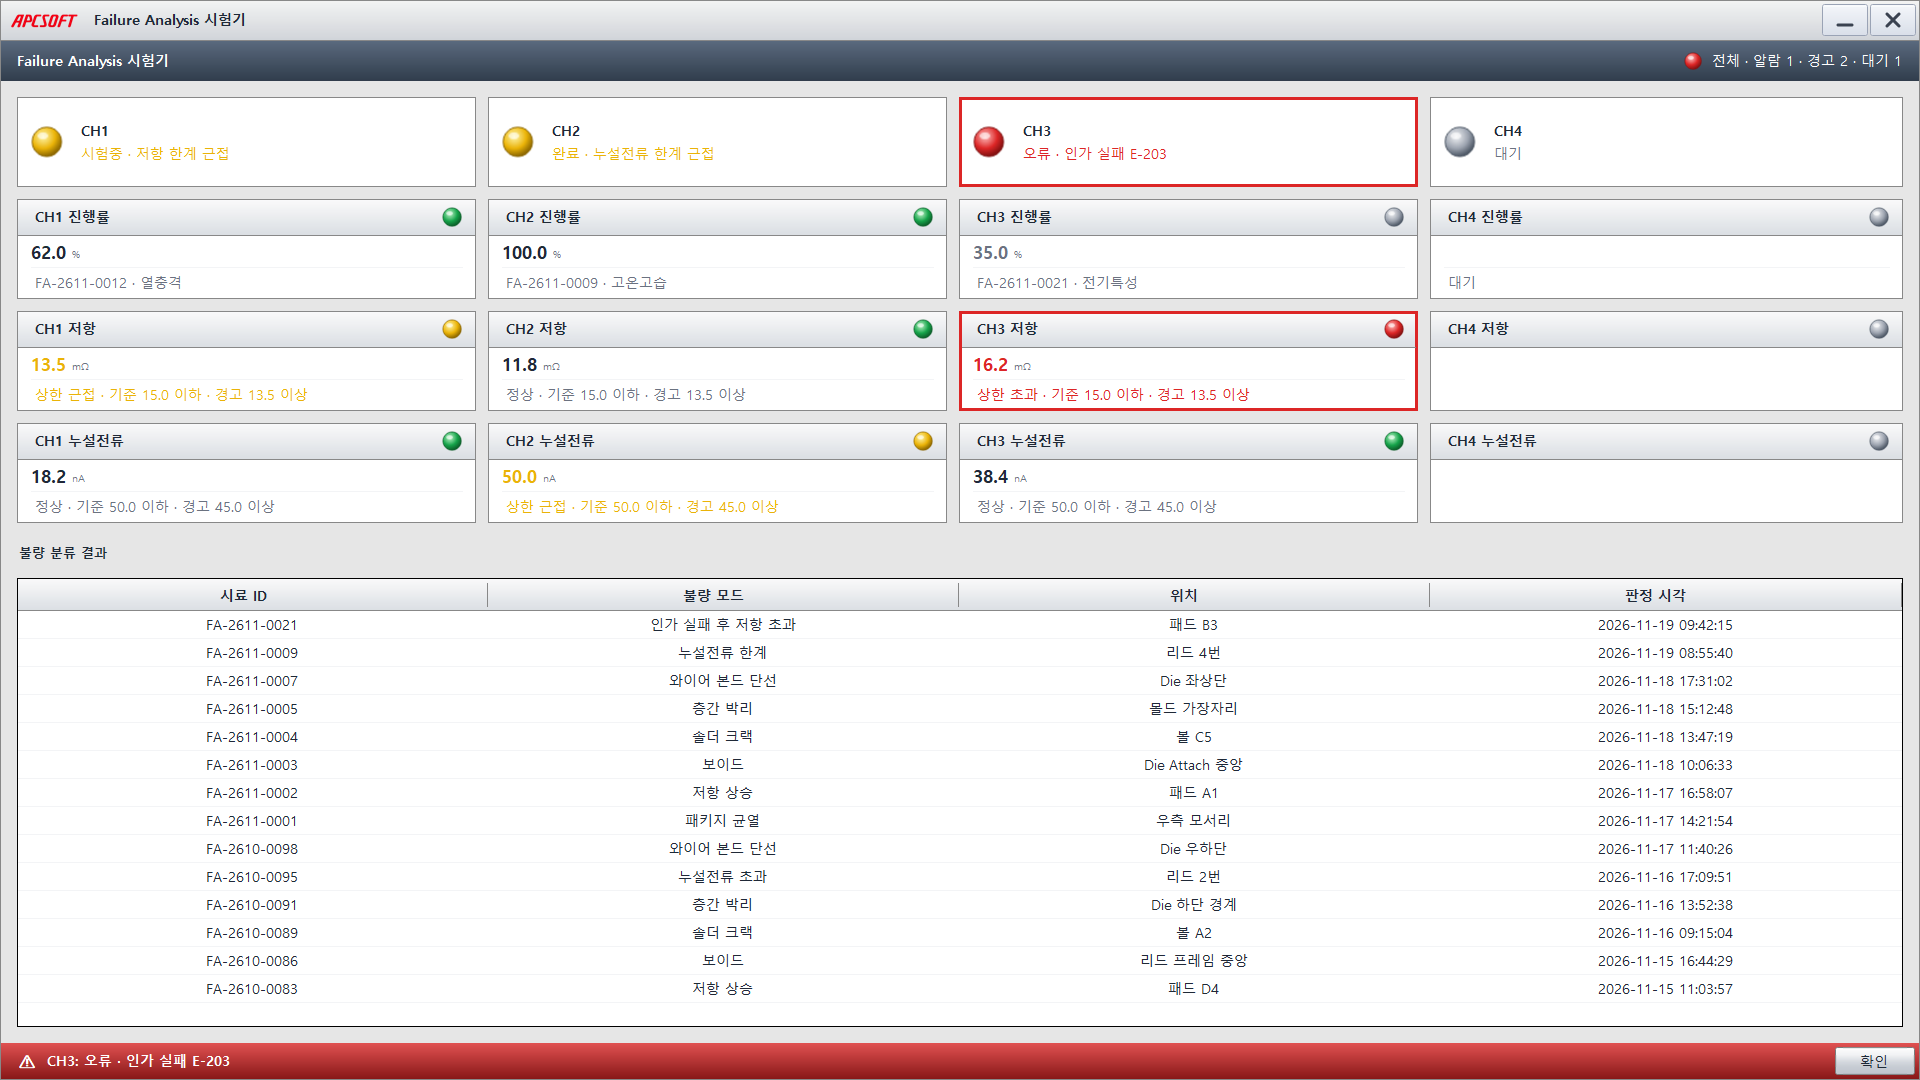 APCSOFT Failure Analysis 시험기
Failure Analysis 시험기
전체 · 알람 1 · 경고 2 · 대기 1
CH1
시험중 · 저항 한계 근접
CH2
완료 · 누설전류 한계 근접
CH3
오류 · 인가 실패 E-203
CH4
대기
CH1 진행률
62.0 %
FA-2611-0012 · 열충격
CH2 진행률
100.0 %
FA-2611-0009 · 고온고습
CH3 진행률
35.0 %
FA-2611-0021 · 전기특성
CH4 진행률
대기
CH1 저항
13.5 mΩ
상한 근접 · 기준 15.0 이하 · 경고 13.5 이상
CH2 저항
11.8 mΩ
정상 · 기준 15.0 이하 · 경고 13.5 이상
CH3 저항
16.2 mΩ
상한 초과 · 기준 15.0 이하 · 경고 13.5 이상
CH4 저항
CH1 누설전류
18.2 nA
정상 · 기준 50.0 이하 · 경고 45.0 이상
CH2 누설전류
50.0 nA
상한 근접 · 기준 50.0 이하 · 경고 45.0 이상
CH3 누설전류
38.4 nA
정상 · 기준 50.0 이하 · 경고 45.0 이상
CH4 누설전류
불량 분류 결과
시료 ID 불량 모드 위치 판정 시각
FA-2611-0021 인가 실패 후 저항 초과 패드 B3 2026-11-19 09:42:15
FA-2611-0009 누설전류 한계 리드 4번 2026-11-19 08:55:40
FA-2611-0007 와이어 본드 단선 Die 좌상단 2026-11-18 17:31:02
FA-2611-0005 층간 박리 몰드 가장자리 2026-11-18 15:12:48
FA-2611-0004 솔더 크랙 볼 C5 2026-11-18 13:47:19
FA-2611-0003 보이드 Die Attach 중앙 2026-11-18 10:06:33
FA-2611-0002 저항 상승 패드 A1 2026-11-17 16:58:07
FA-2611-0001 패키지 균열 우측 모서리 2026-11-17 14:21:54
FA-2610-0098 와이어 본드 단선 Die 우하단 2026-11-17 11:40:26
FA-2610-0095 누설전류 초과 리드 2번 2026-11-16 17:09:51
FA-2610-0091 층간 박리 Die 하단 경계 2026-11-16 13:52:38
FA-2610-0089 솔더 크랙 볼 A2 2026-11-16 09:15:04
FA-2610-0086 보이드 리드 프레임 중앙 2026-11-15 16:44:29
FA-2610-0083 저항 상승 패드 D4 2026-11-15 11:03:57
CH3: 오류 · 인가 실패 E-203
확인